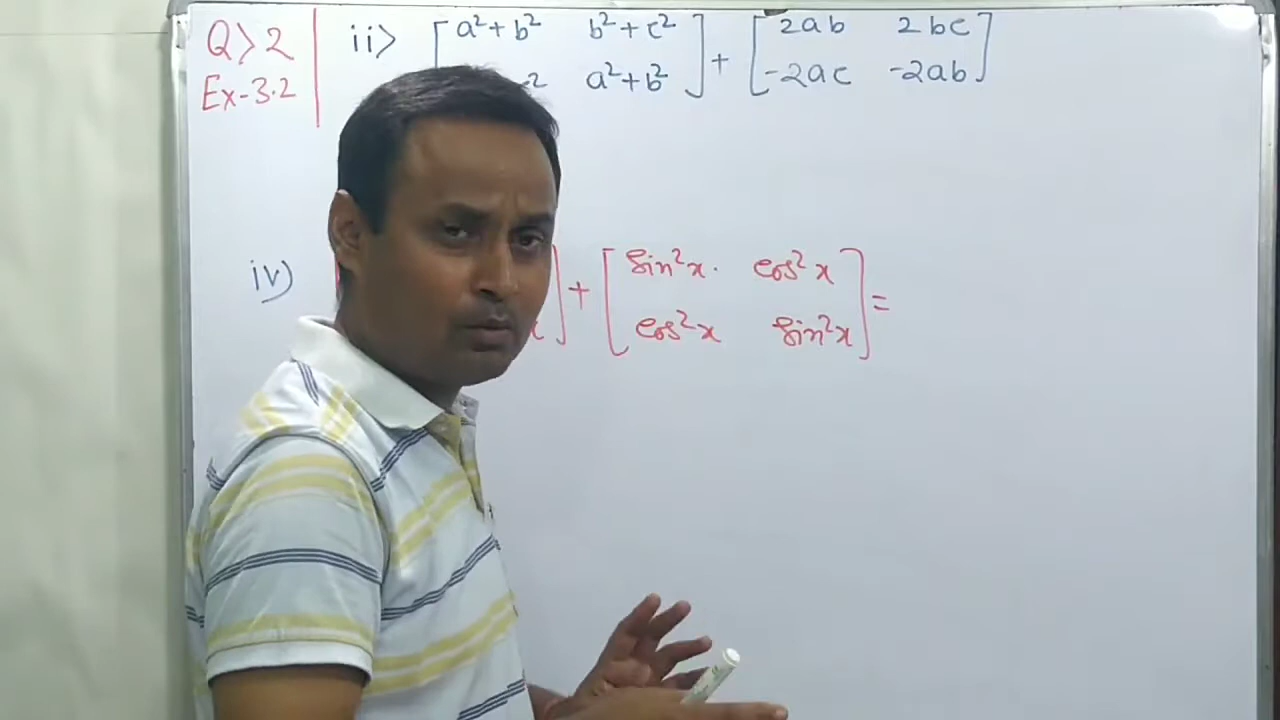 Q>2 ii> [a²+b² b²+c²] + [2ab 2bc]
Ex-3.2 [² a²+b²] + [-2ac -2ab]
iv) ] + [sin²x. cos²x] =
x] [cos²x sin²x]